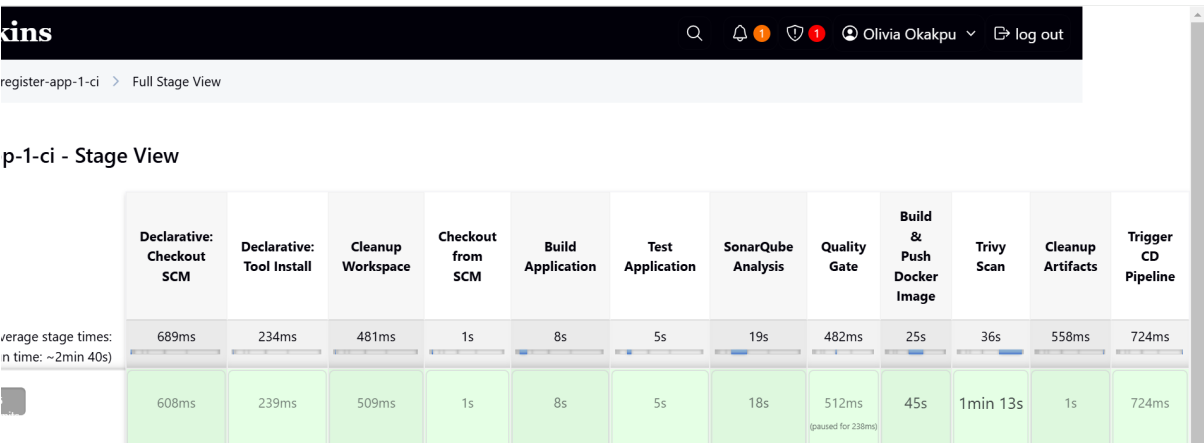 kins
1
1
Olivia Okakpu
log out
register-app-1-ci > Full Stage View
p-1-ci - Stage View
Declarative: Checkout SCM
Declarative: Tool Install
Cleanup Workspace
Checkout from SCM
Build Application
Test Application
SonarQube Analysis
Quality Gate
Build & Push Docker Image
Trivy Scan
Cleanup Artifacts
Trigger CD Pipeline
verage stage times:
689ms 234ms 481ms 1s 8s 5s 19s 482ms 25s 36s 558ms 724ms
n time: ~2min 40s)
608ms 239ms 509ms 1s 8s 5s 18s 512ms 45s 1min 13s 1s 724ms
(paused for 238ms)